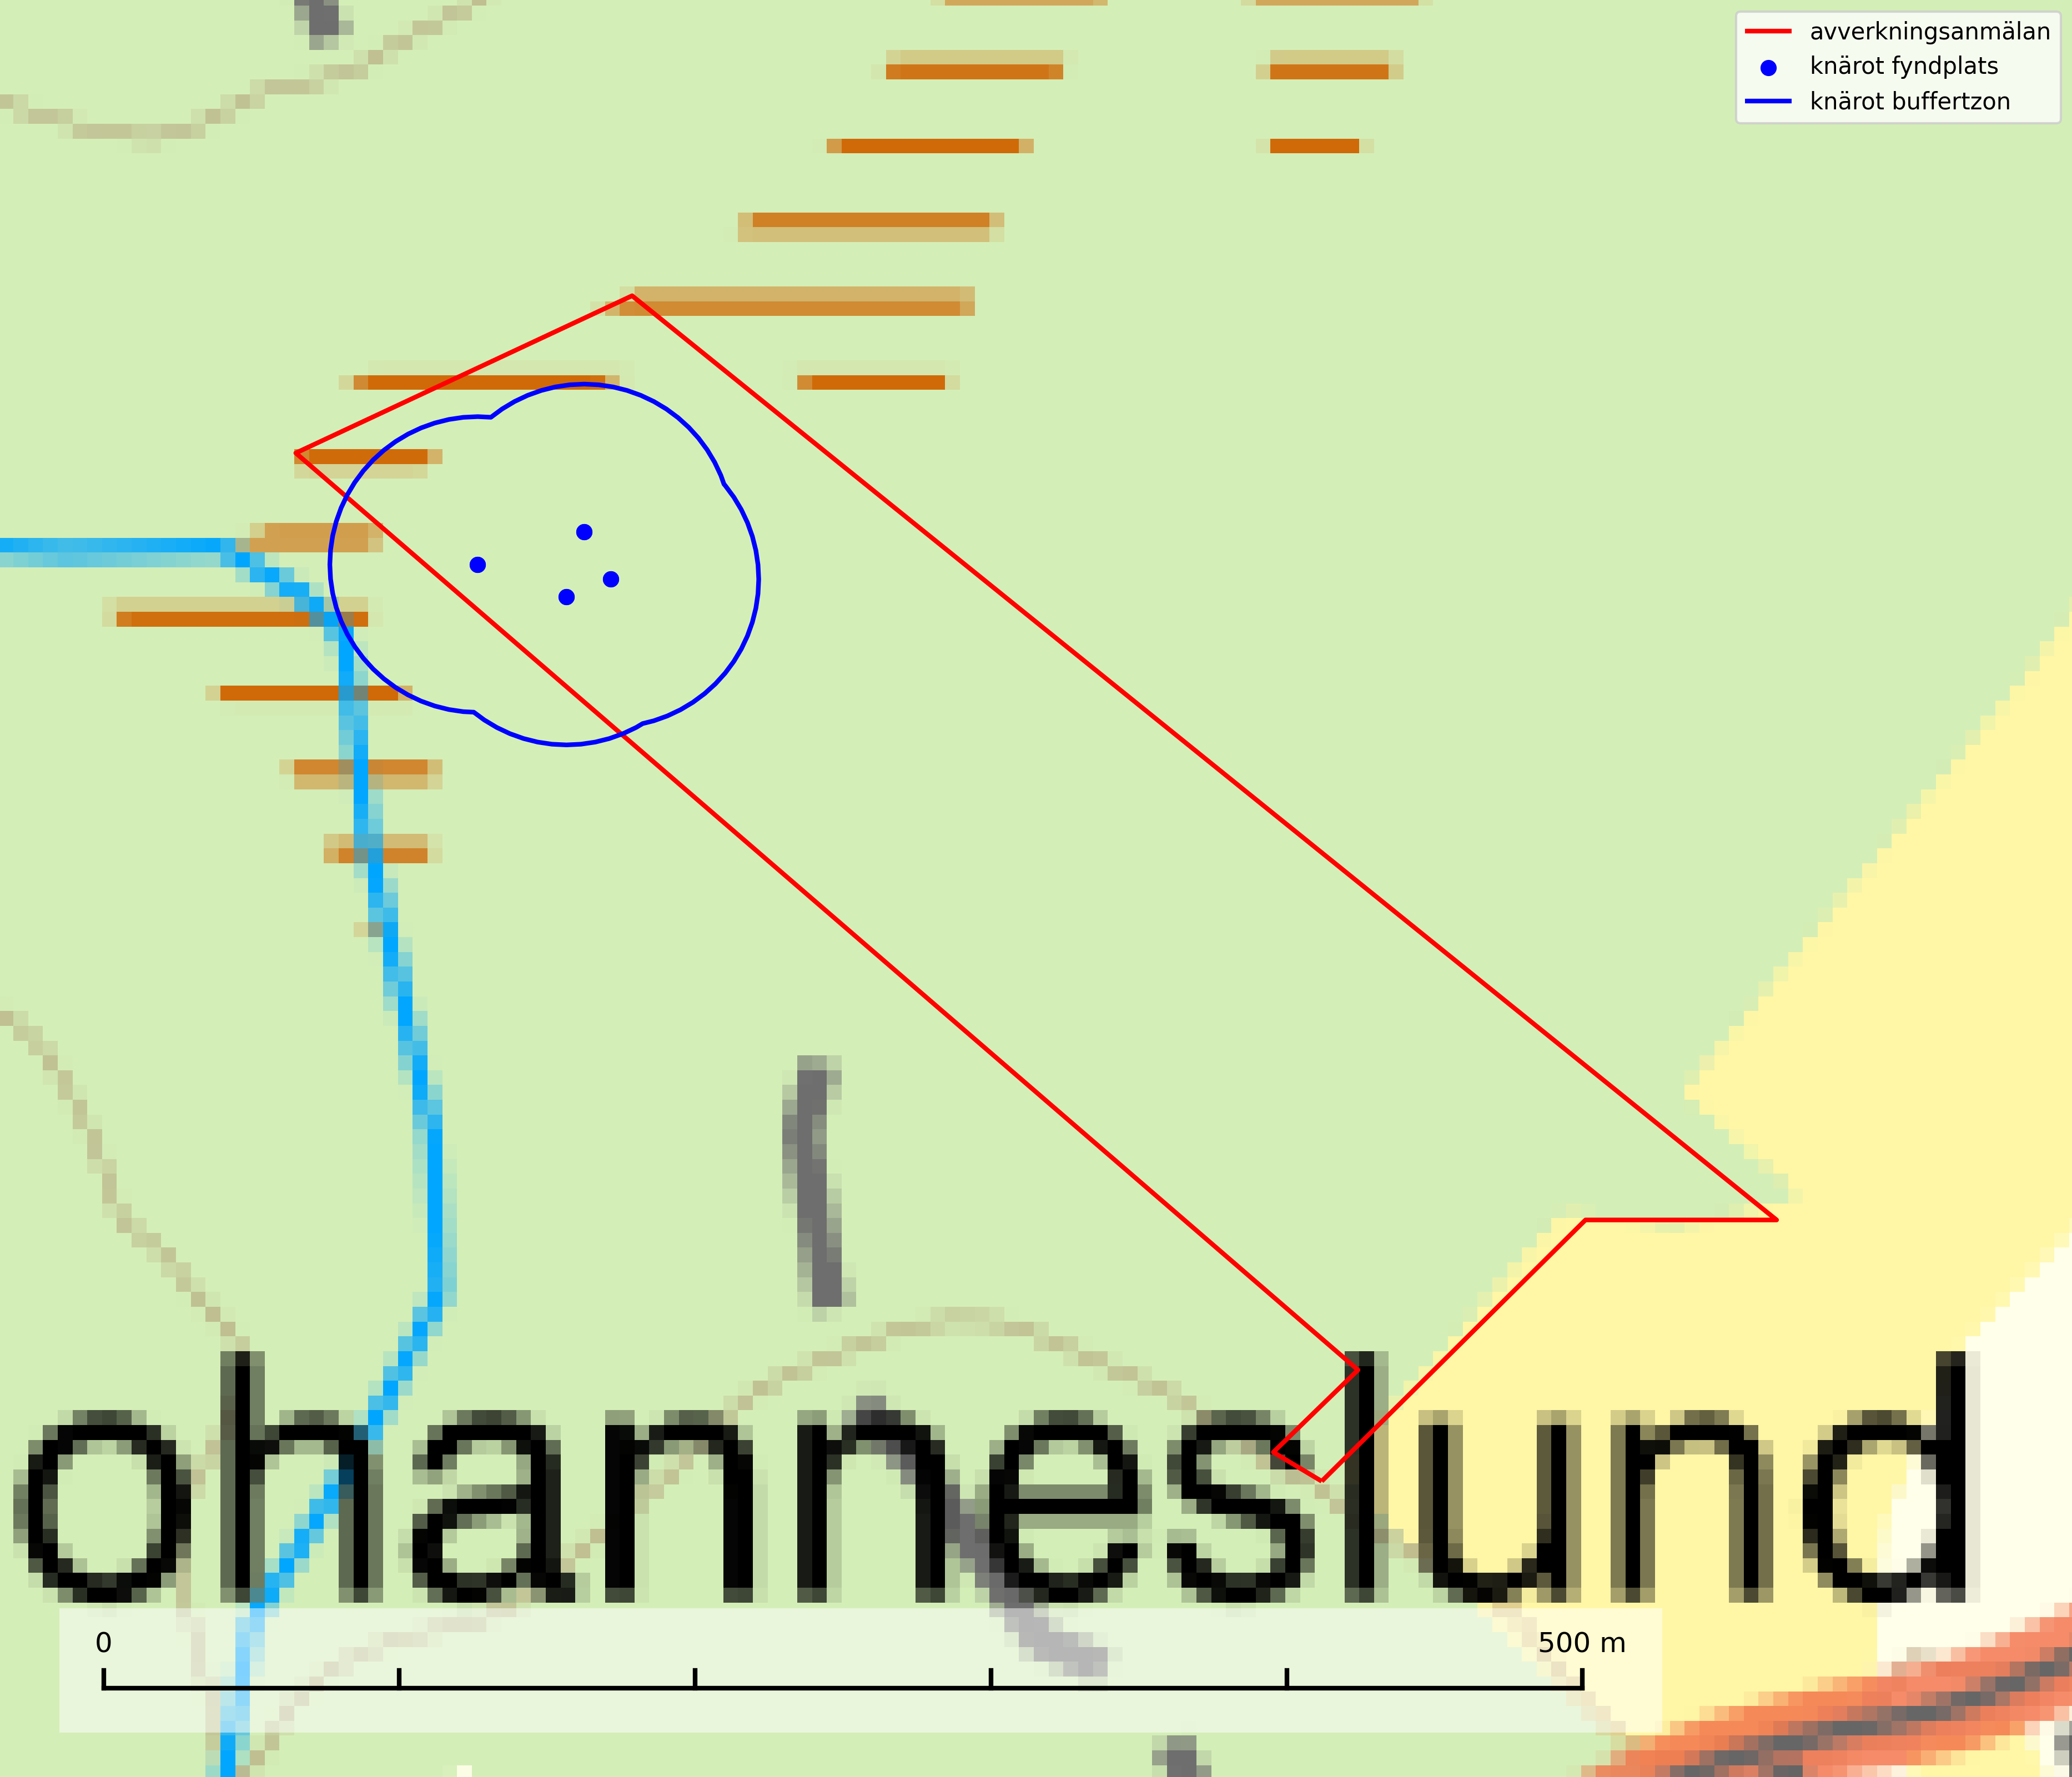 avverkningsanmälan
knärot fyndplats
knärot buffertzon
ohanneslund
0 500 m